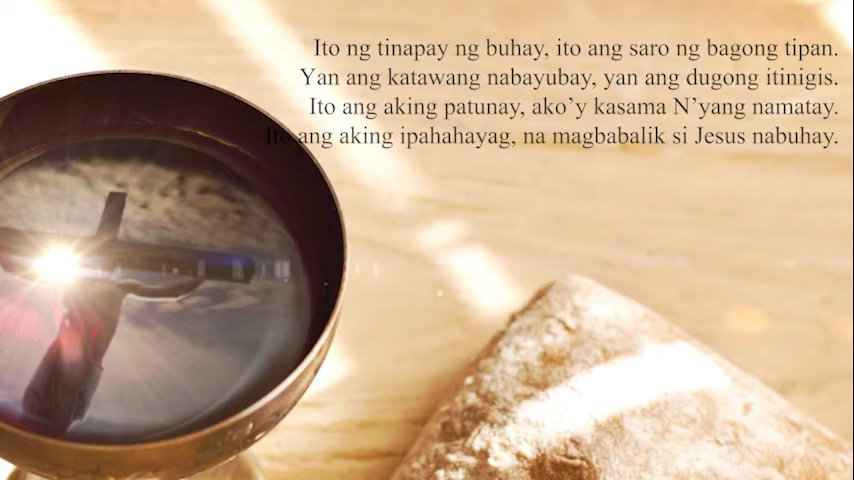 Ito ng tinapay ng buhay, ito ang saro ng bagong tipan.
Yan ang katawang nabayubay, yan ang dugong itinigis.
Ito ang aking patunay, ako’y kasama N’yang namatay.
Ito ang aking ipahahayag, na magbabalik si Jesus nabuhay.